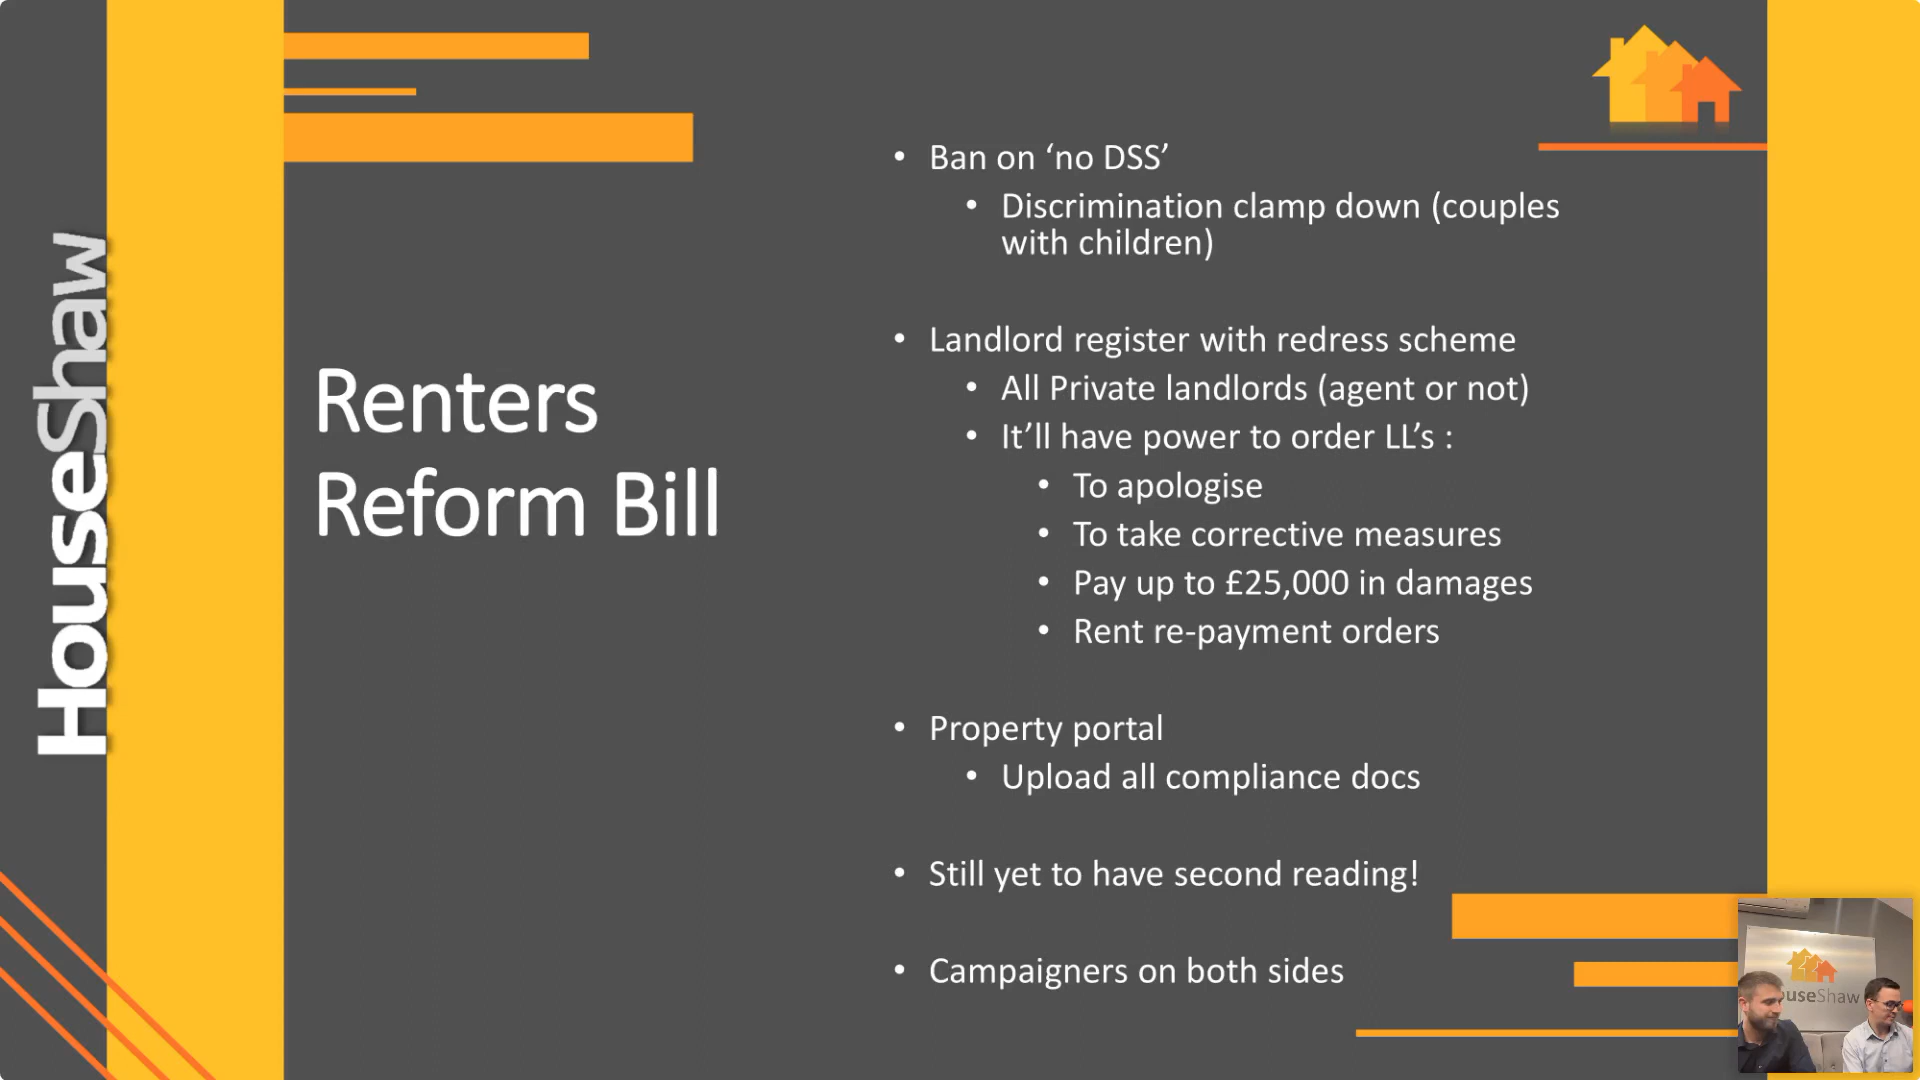 HouseShaw
Renters
Reform Bill
• Ban on ‘no DSS’
• Discrimination clamp down (couples
with children)
• Landlord register with redress scheme
• All Private landlords (agent or not)
• It’ll have power to order LL’s :
• To apologise
• To take corrective measures
• Pay up to £25,000 in damages
• Rent re-payment orders
• Property portal
• Upload all compliance docs
• Still yet to have second reading!
• Campaigners on both sides
ouseShaw